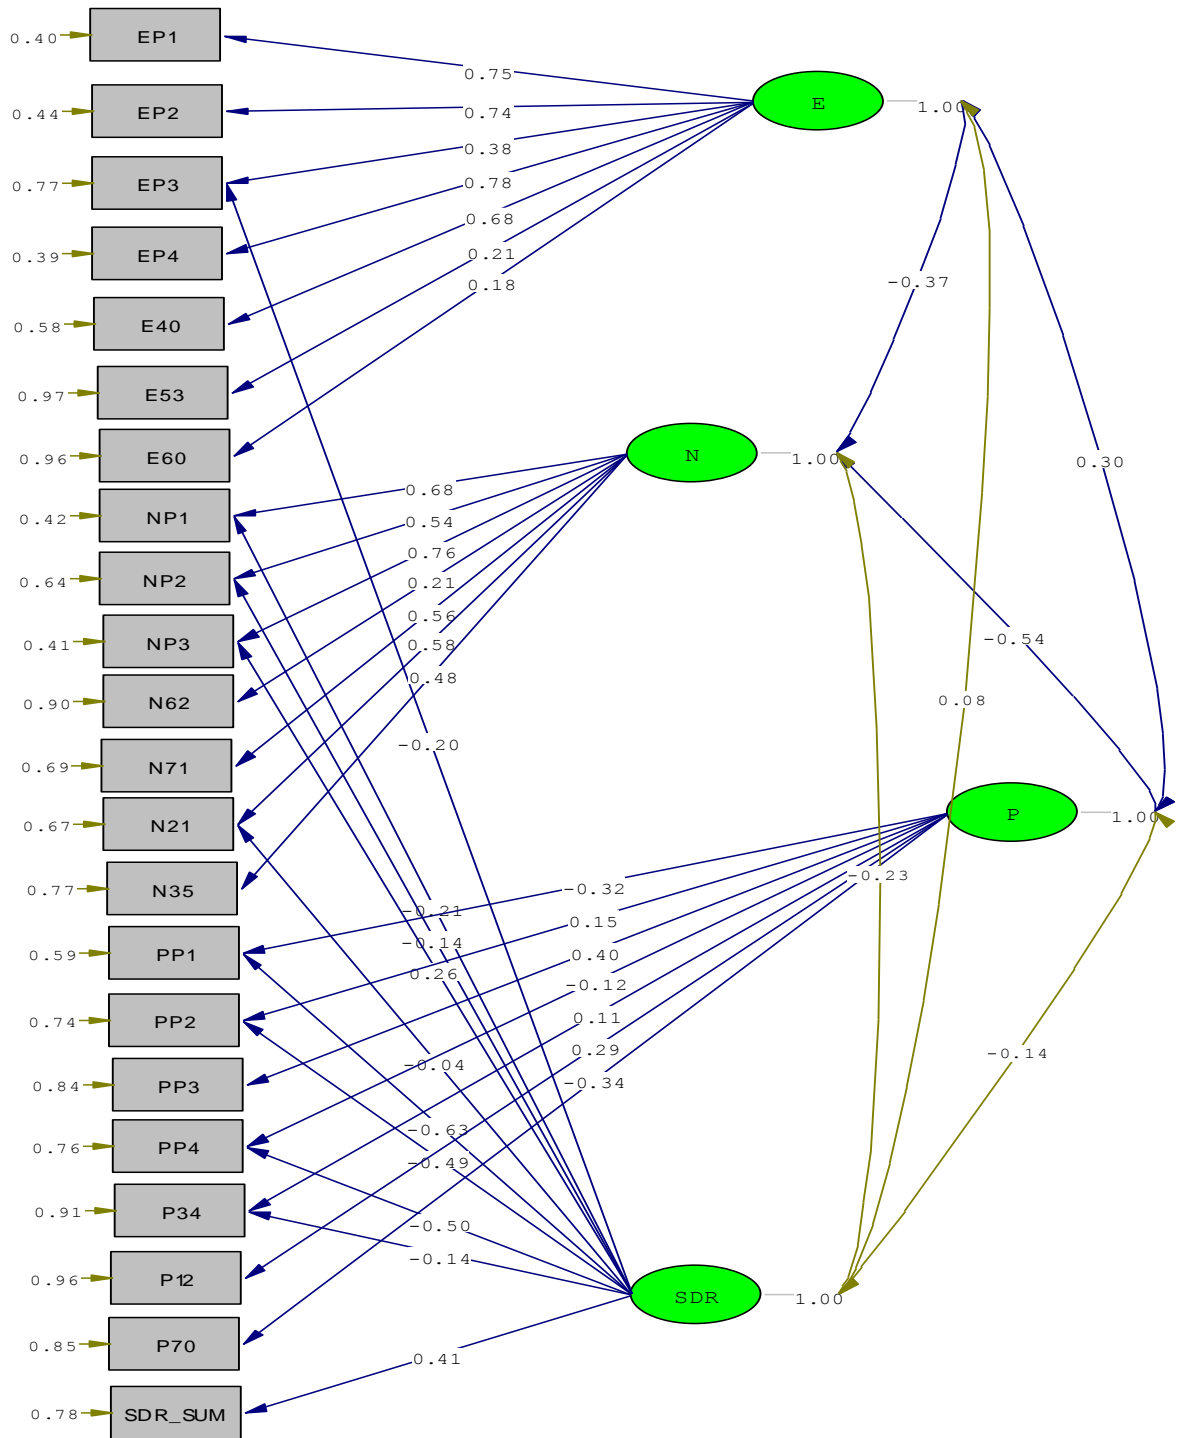 0.40 EP1
0.75
E 1.00
0.44 EP2
0.74
0.38
0.77 EP3
0.78
0.68
0.39 EP4
0.21
0.18
-0.37
0.58 E40
0.97 E53
0.96 E60
N 1.00
0.30
0.68
0.42 NP1
0.54
0.76
0.64 NP2
0.21
0.56
0.41 NP3
0.58
-0.54
0.48
0.90 N62
0.08
-0.20
0.69 N71
P 1.00
0.67 N21
-0.23
0.77 N35
-0.32
-0.21
0.15
-0.14
0.59 PP1
0.40
0.26
-0.12
0.74 PP2
0.11
0.29
-0.14
-0.04
0.84 PP3
-0.34
-0.63
0.76 PP4
-0.49
0.91 P34
-0.50
-0.14
0.96 P12
SDR 1.00
0.85 P70
0.41
0.78 SDR_SUM